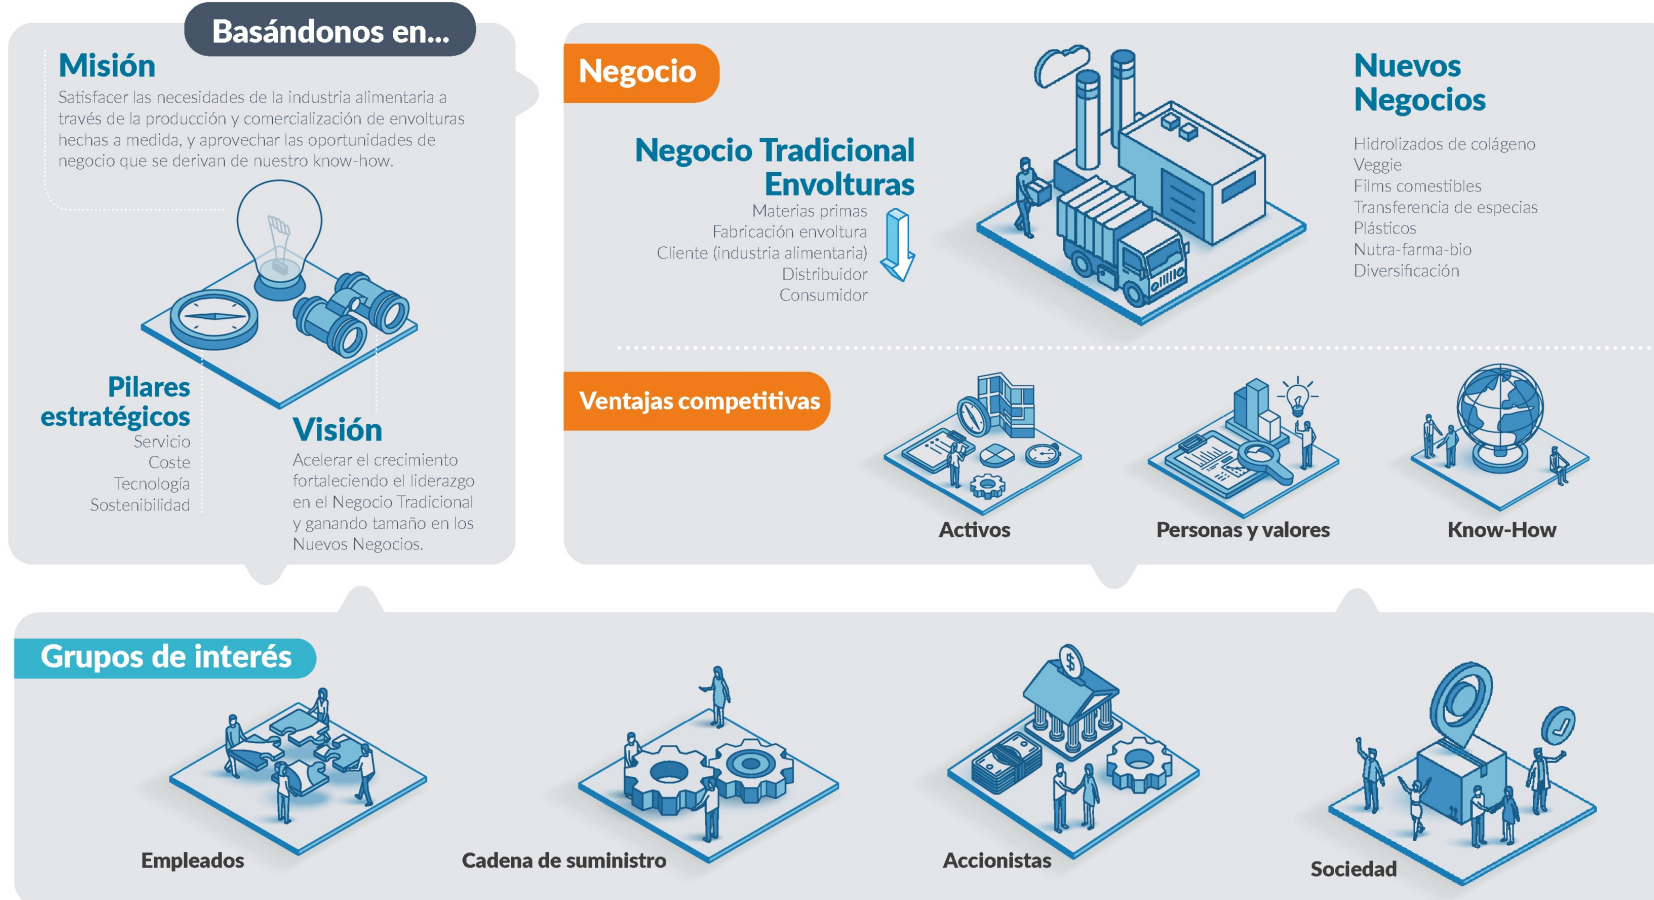 Basándonos en...
Misión
Satisfacer las necesidades de la industria alimentaria a
través de la producción y comercialización de envolturas
hechas a medida, y aprovechar las oportunidades de
negocio que se derivan de nuestro know-how.
Pilares
estratégicos
Servicio
Coste
Tecnología
Sostenibilidad
Visión
Acelerar el crecimiento
fortaleciendo el liderazgo
en el Negocio Tradicional
y ganando tamaño en los
Nuevos Negocios.
Negocio
Negocio Tradicional
Envolturas
Materias primas
Fabricación envoltura
Cliente (industria alimentaria)
Distribuidor
Consumidor
Nuevos
Negocios
Hidrolizados de colágeno
Veggie
Films comestibles
Transferencia de especias
Plásticos
Nutra-farma-bio
Diversificación
Ventajas competitivas
Activos
Personas y valores
Know-How
Grupos de interés
$
Empleados
Cadena de suministro
Accionistas
Sociedad